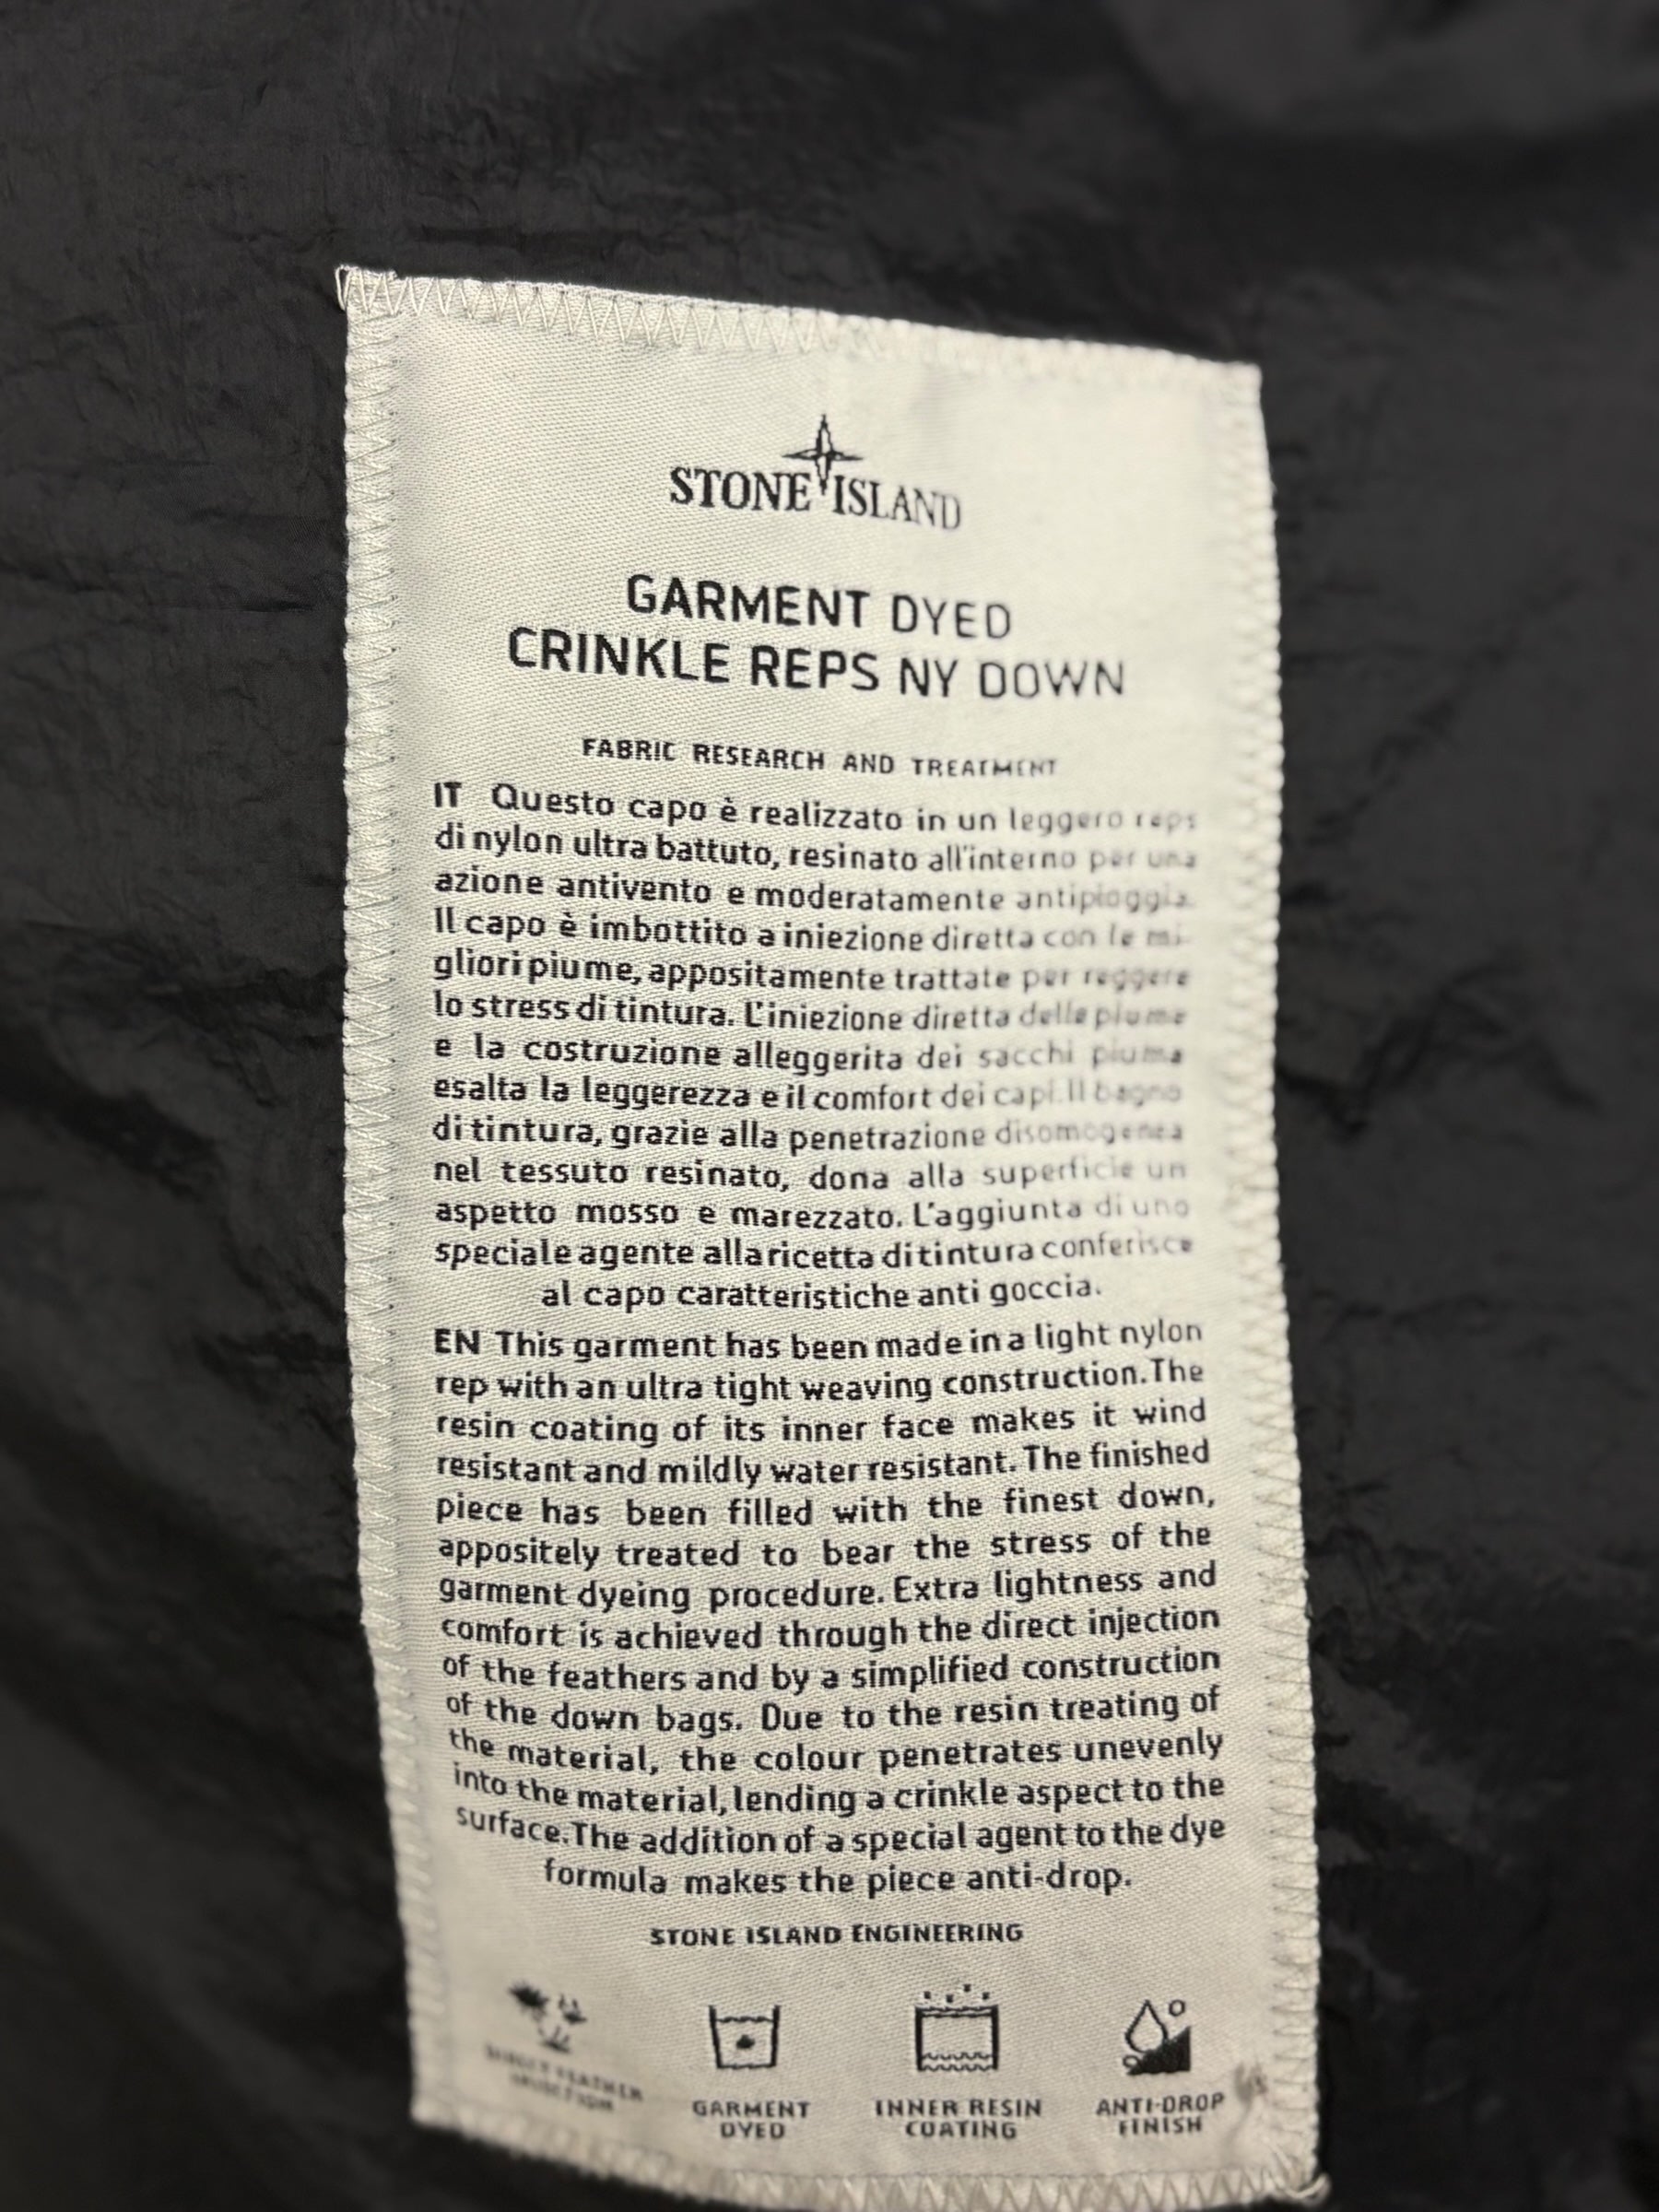 STONE ISLAND
GARMENT DYED
CRINKLE REPS NY DOWN
FABRIC RESEARCH AND TREATMENT
IT Questo capo è realizzato in un leggero reps
di nylon ultra battuto, resinato all'interno per una
azione antivento e moderatamente antipioggia.
Il capo è imbottito a iniezione diretta con le mi-
gliori piume, appositamente trattate per reggere
lo stress di tintura. L'iniezione diretta delle piume
e la costruzione alleggerita dei sacchi piuma
esalta la leggerezza e il comfort dei capi. Il bagno
di tintura, grazie alla penetrazione disomogenea
nel tessuto resinato, dona alla superficie un
aspetto mosso e marezzato. L'aggiunta di uno
speciale agente alla ricetta di tintura conferisce
al capo caratteristiche anti goccia.
EN This garment has been made in a light nylon
rep with an ultra tight weaving construction. The
resin coating of its inner face makes it wind
resistant and mildly water resistant. The finished
piece has been filled with the finest down,
appositely treated to bear the stress of the
garment dyeing procedure. Extra lightness and
comfort is achieved through the direct injection
of the feathers and by a simplified construction
of the down bags. Due to the resin treating of
the material, the colour penetrates unevenly
into the material, lending a crinkle aspect to the
surface. The addition of a special agent to the dye
formula makes the piece anti-drop.
STONE ISLAND ENGINEERING
FEATHER
GARMENT
DYED
INNER RESIN
COATING
ANTI-DROP
FINISH